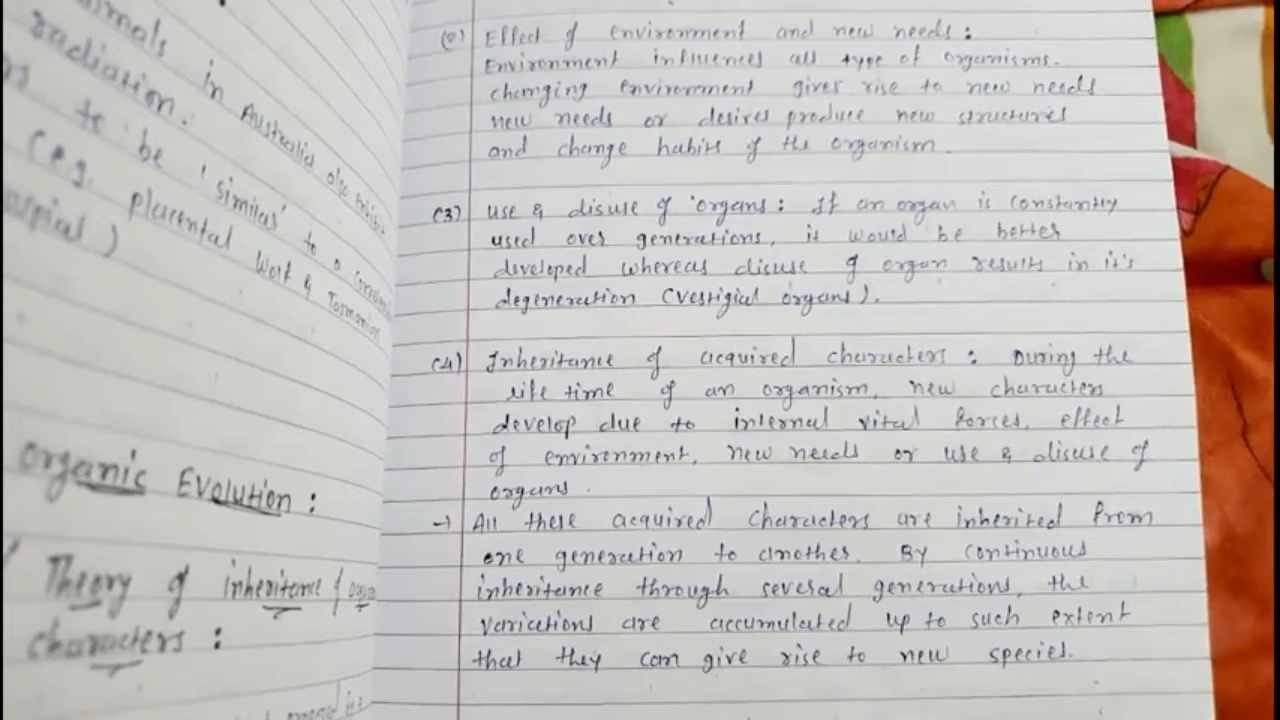 animals in Australia also exhibit
radiation.
to be 'similar' to a
(eg. placental Wolf & Tasmanian
Organic Evolution :
Theory of inheritance of
characters :
(2) Effect of environment and new needs :
Environment influences all type of organisms.
changing environment gives rise to new needs
new needs or desires produce new structures
and change habits of the organism.
(3) use & disuse of organs : If an organ is constantly
used over generations, it would be better
developed whereas disuse of organ results in it's
degeneration (vestigial organs).
(4) Inheritance of acquired characters : During the
life time of an organism, new characters
develop due to internal vital forces, effect
of environment, new needs or use & disuse of
organs.
→ All these acquired characters are inherited from
one generation to another. By continuous
inheritance through several generations, the
variations are accumulated up to such extent
that they can give rise to new species.